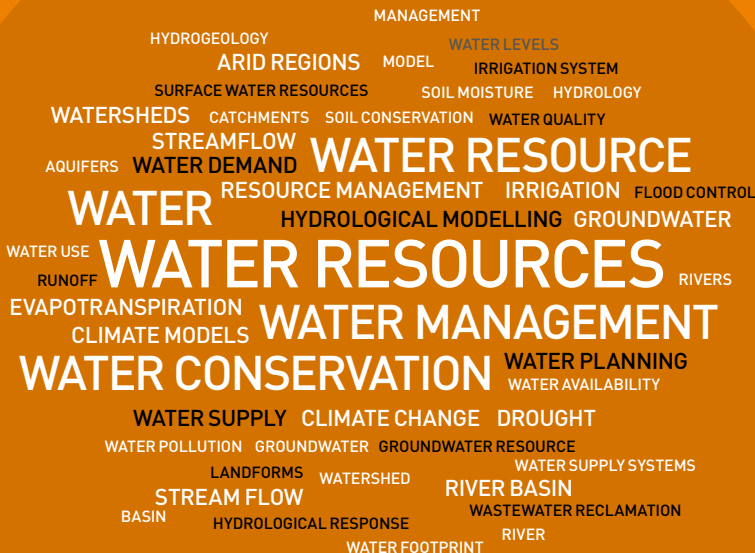 MANAGEMENT
HYDROGEOLOGY
WATER LEVELS
ARID REGIONS
MODEL
IRRIGATION SYSTEM
SURFACE WATER RESOURCES
SOIL MOISTURE
HYDROLOGY
WATERSHEDS
CATCHMENTS
SOIL CONSERVATION
WATER QUALITY
STREAMFLOW
WATER RESOURCE
AQUIFERS
WATER DEMAND
RESOURCE MANAGEMENT
IRRIGATION
FLOOD CONTROL
WATER
HYDROLOGICAL MODELLING
GROUNDWATER
WATER USE
WATER RESOURCES
RUNOFF
RIVERS
EVAPOTRANSPIRATION
WATER MANAGEMENT
CLIMATE MODELS
WATER CONSERVATION
WATER PLANNING
WATER AVAILABILITY
WATER SUPPLY
CLIMATE CHANGE
DROUGHT
WATER POLLUTION
GROUNDWATER
GROUNDWATER RESOURCE
LANDFORMS
WATERSHED
WATER SUPPLY SYSTEMS
STREAM FLOW
RIVER BASIN
BASIN
HYDROLOGICAL RESPONSE
WASTEWATER RECLAMATION
RIVER
WATER FOOTPRINT